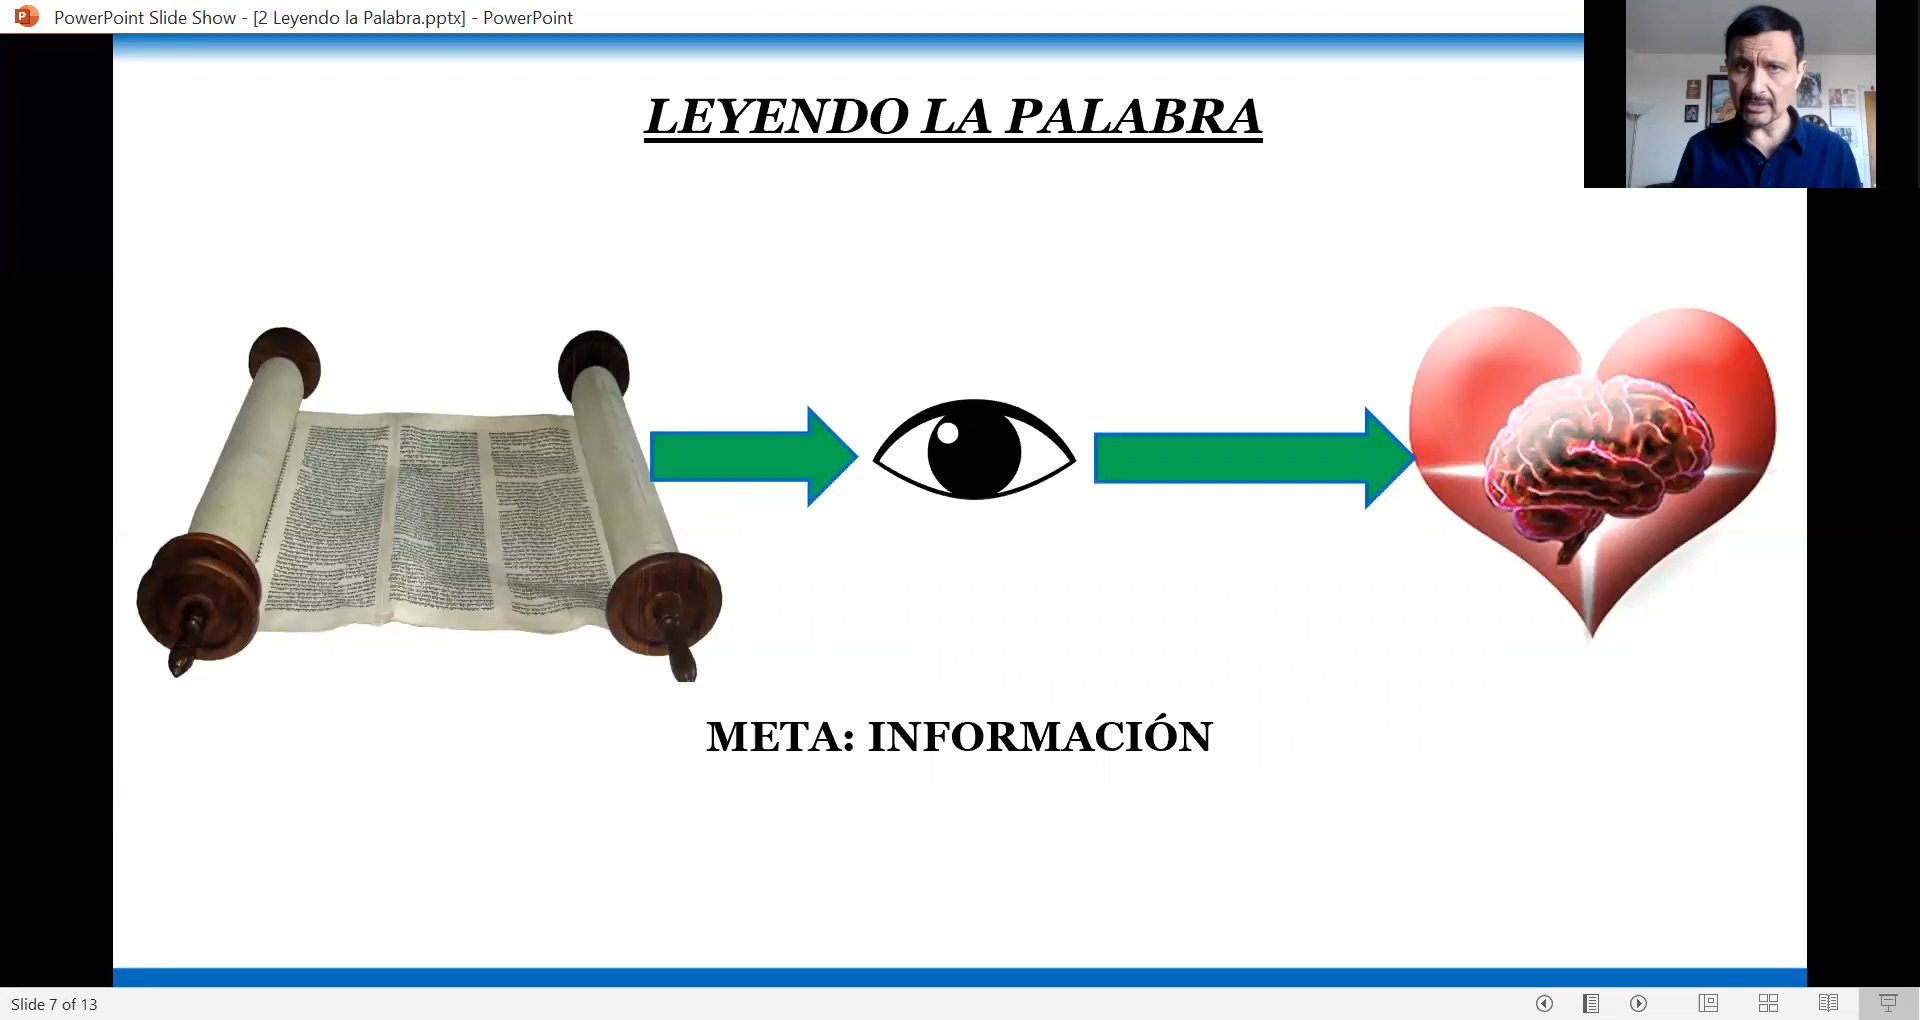 PowerPoint Slide Show - [2 Leyendo la Palabra.pptx] - PowerPoint
LEYENDO LA PALABRA
META: INFORMACIÓN
Slide 7 of 13